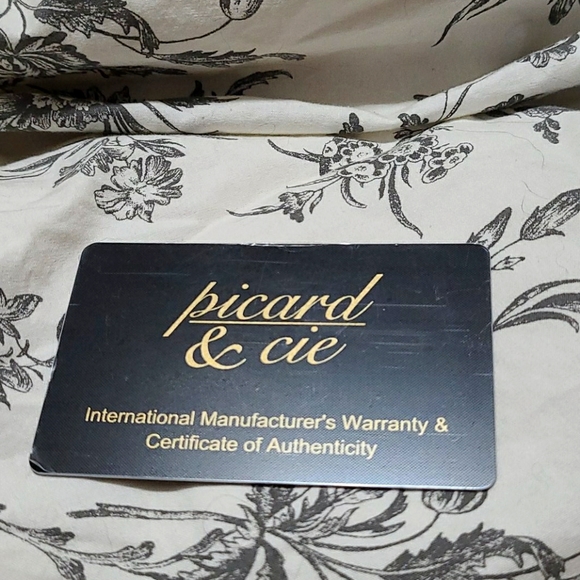 picard
& cie
International Manufacturer's Warranty &
Certificate of Authenticity